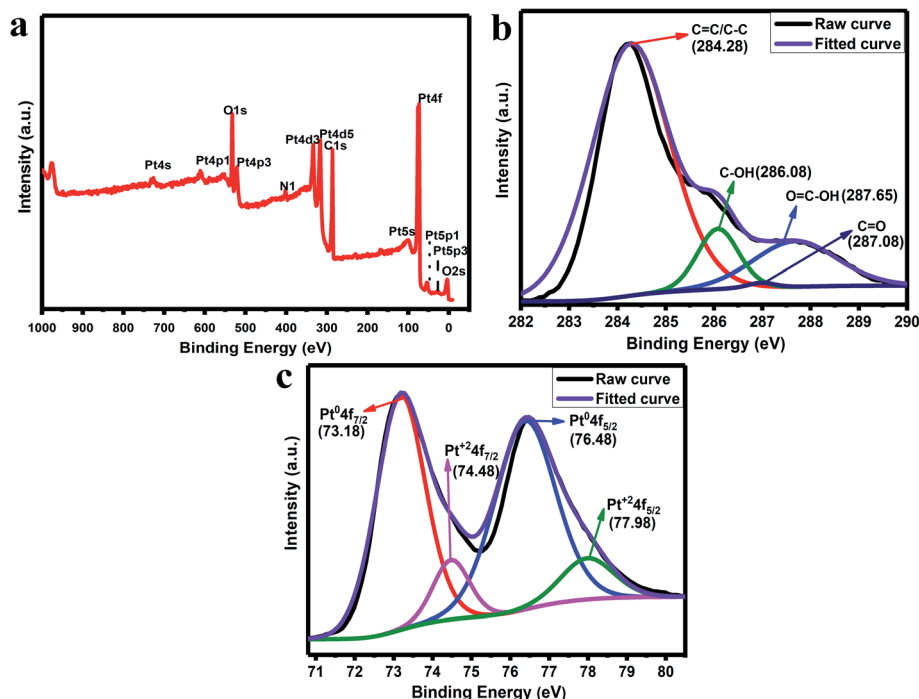 a
Intensity (a.u.)
Pt4s
Pt4p1
O1s
Pt4p3
N1
Pt4d3
Pt4d5
C1s
Pt5s
Pt4f
Pt5p1
Pt5p3
O2s
1000 900 800 700 600 500 400 300 200 100 0
Binding Energy (eV)
b
Intensity (a.u.)
Raw curve
Fitted curve
C=C/C-C
(284.28)
C-OH(286.08)
O=C-OH(287.65)
C=O
(287.08)
282 283 284 285 286 287 288 289 290
Binding Energy (eV)
c
Intensity (a.u.)
Raw curve
Fitted curve
Pt⁰4f₇/₂
(73.18)
Pt⁺²4f₇/₂
(74.48)
Pt⁰4f₅/₂
(76.48)
Pt⁺²4f₅/₂
(77.98)
71 72 73 74 75 76 77 78 79 80
Binding Energy (eV)